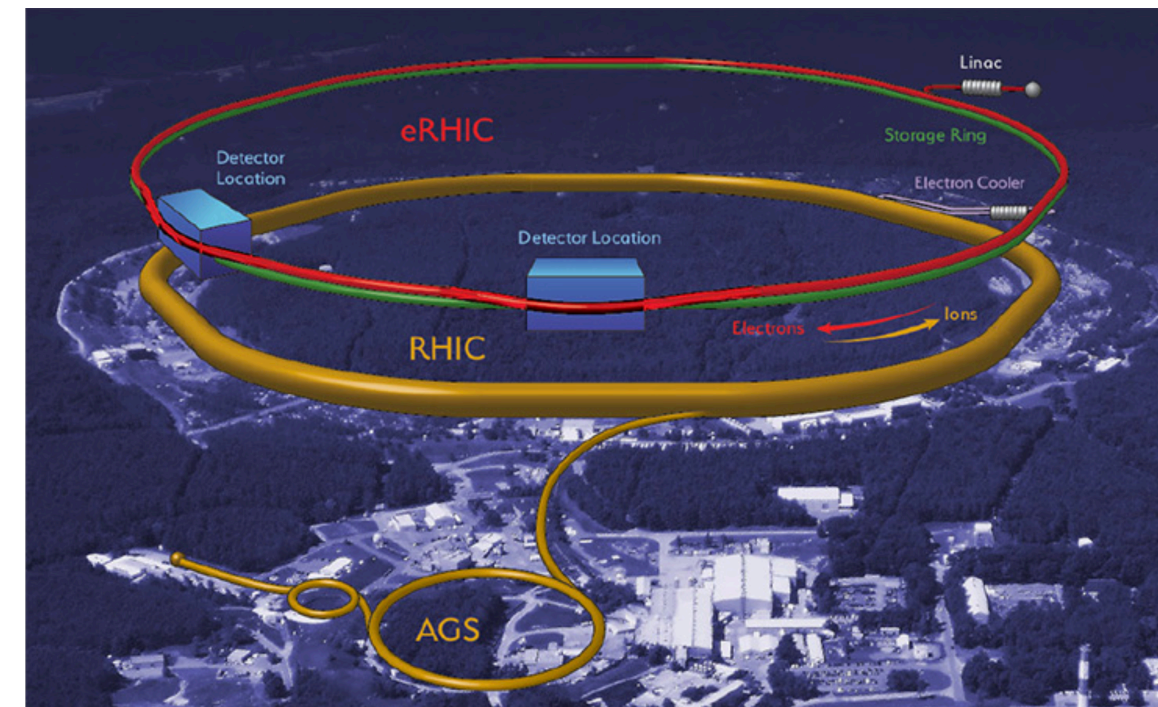 Linac
eRHIC
Storage Ring
Detector
Location
Electron Cooler
Detector Location
Ions
Electrons
RHIC
AGS